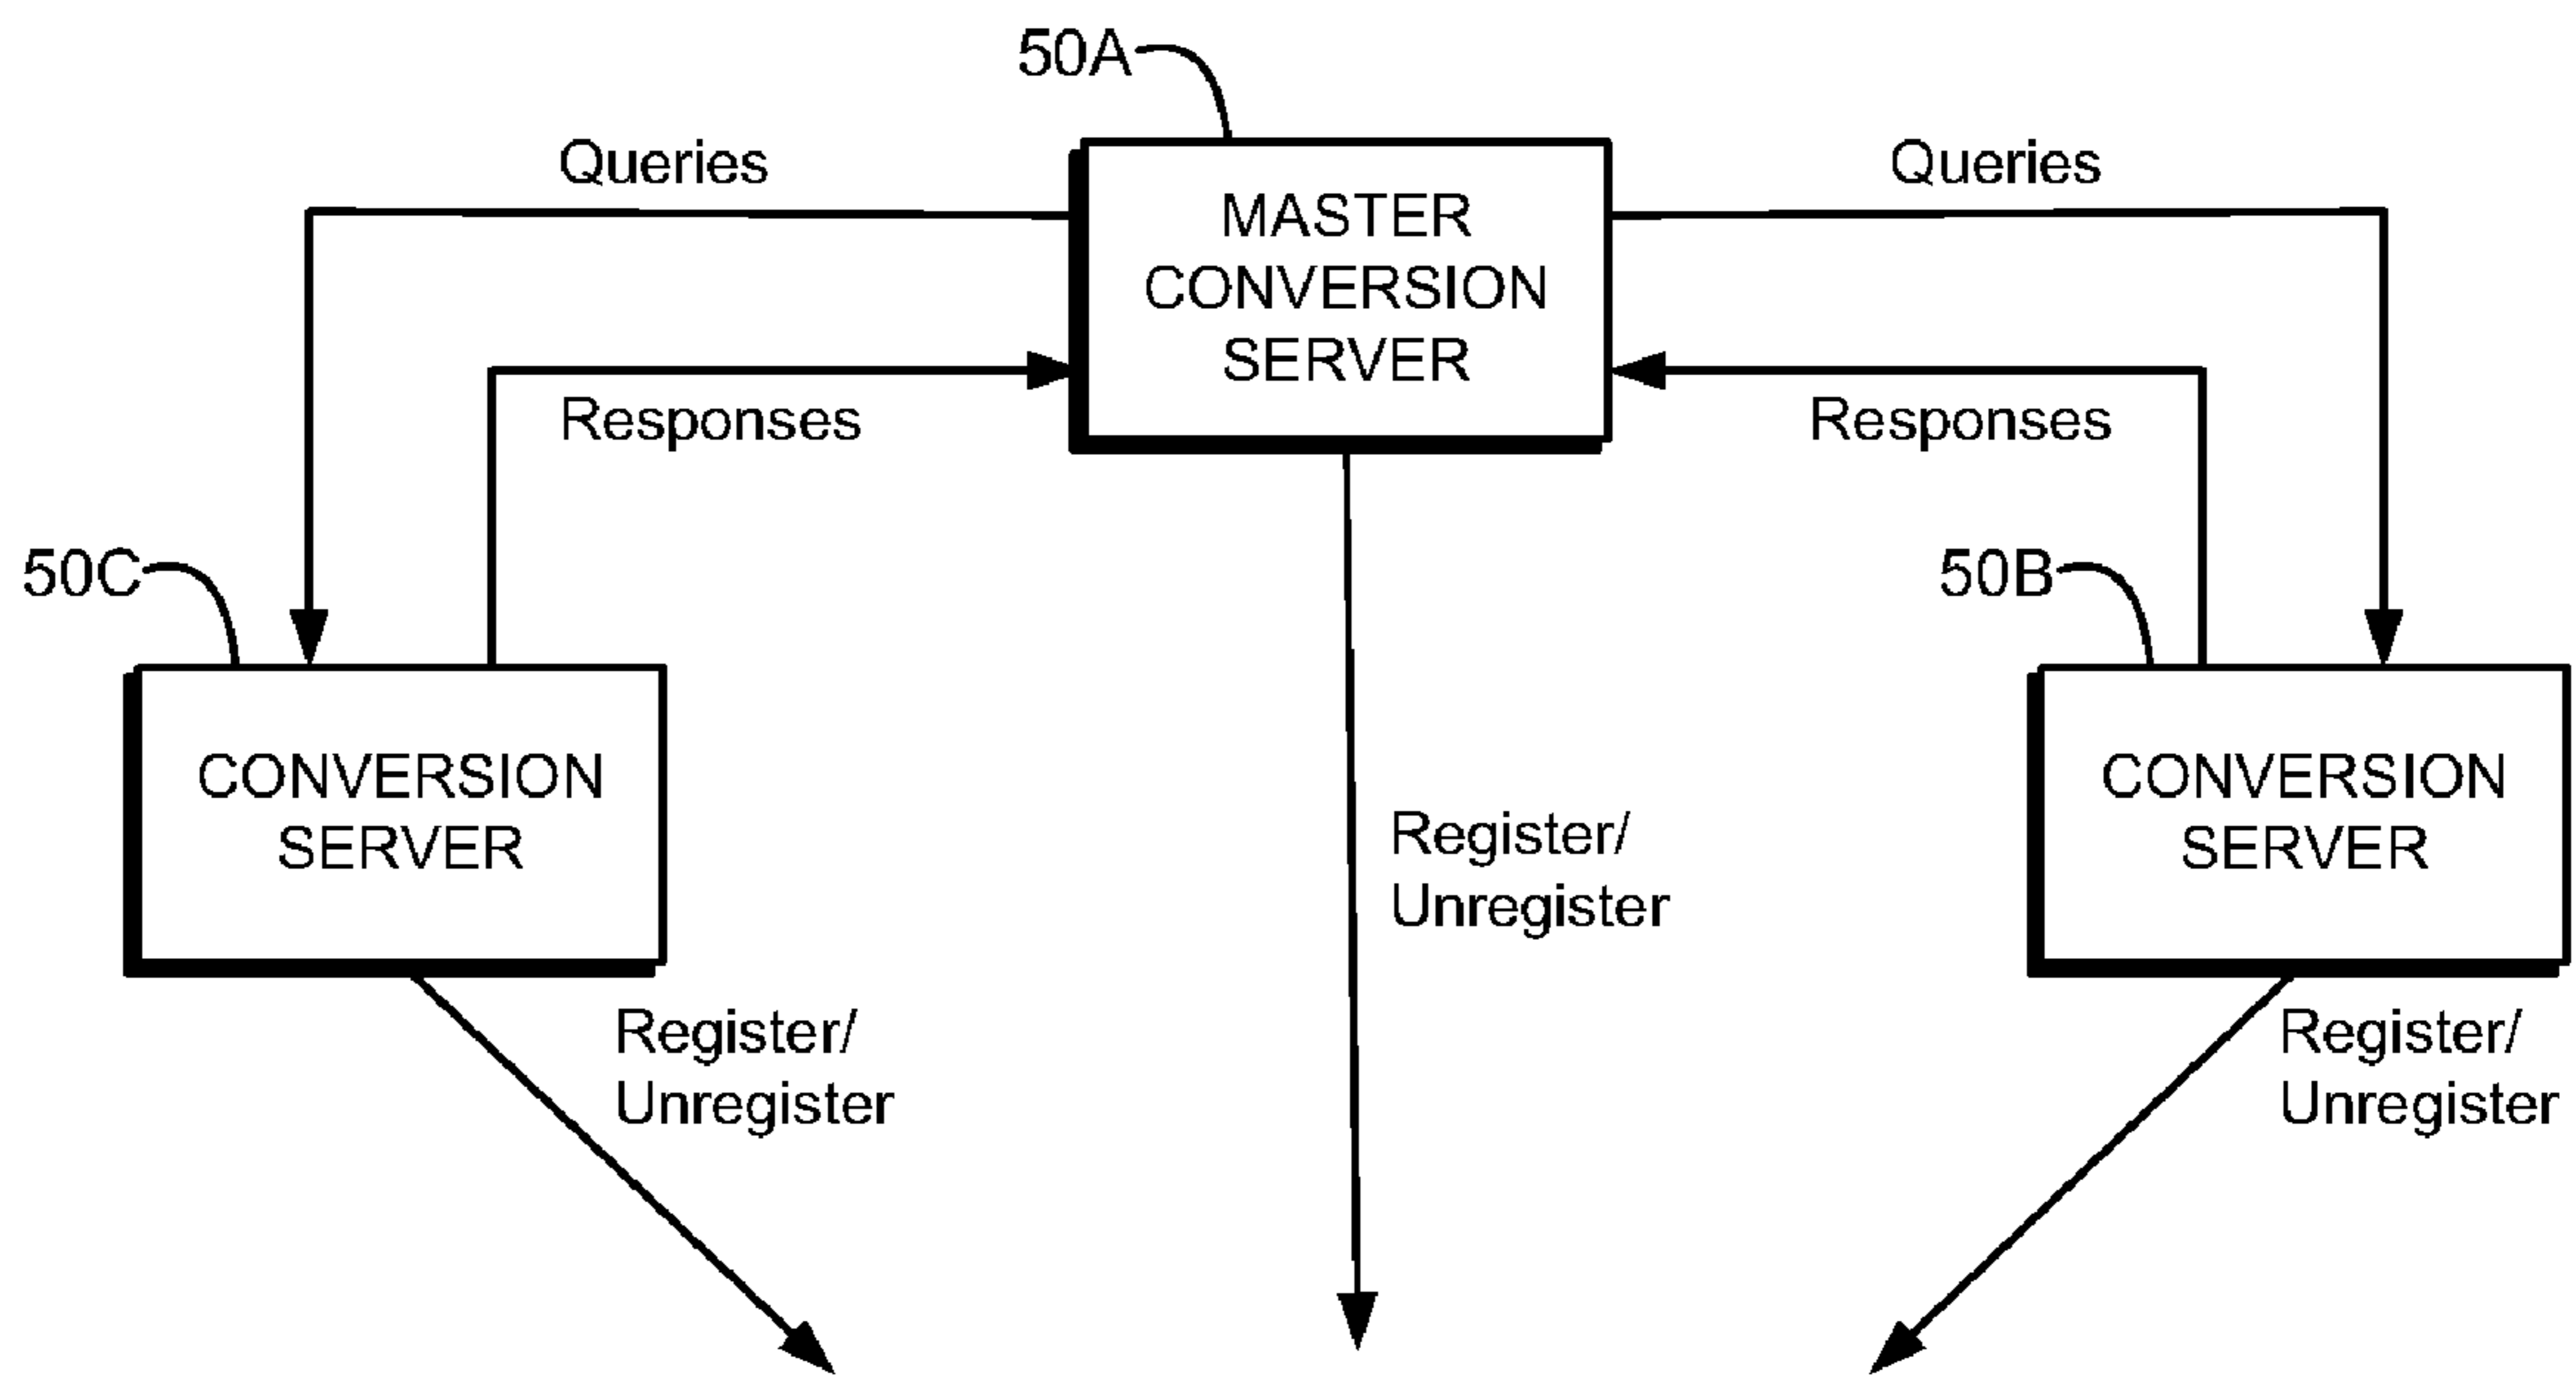 50A
Queries
Queries
MASTER
CONVERSION
SERVER
Responses
Responses
50C
50B
CONVERSION
SERVER
CONVERSION
SERVER
Register/
Unregister
Register/
Unregister
Register/
Unregister